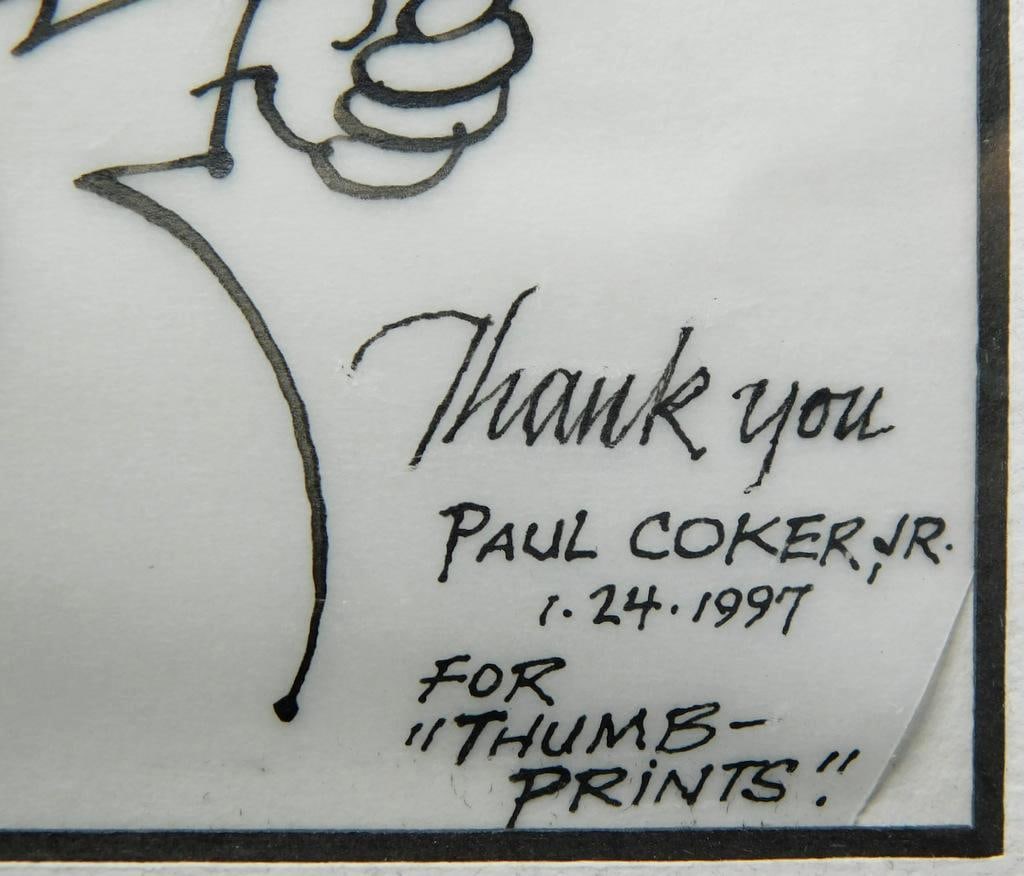 Thank you
PAUL COKER, JR.
1.24.1997
FOR
"THUMB-
PRINTS."